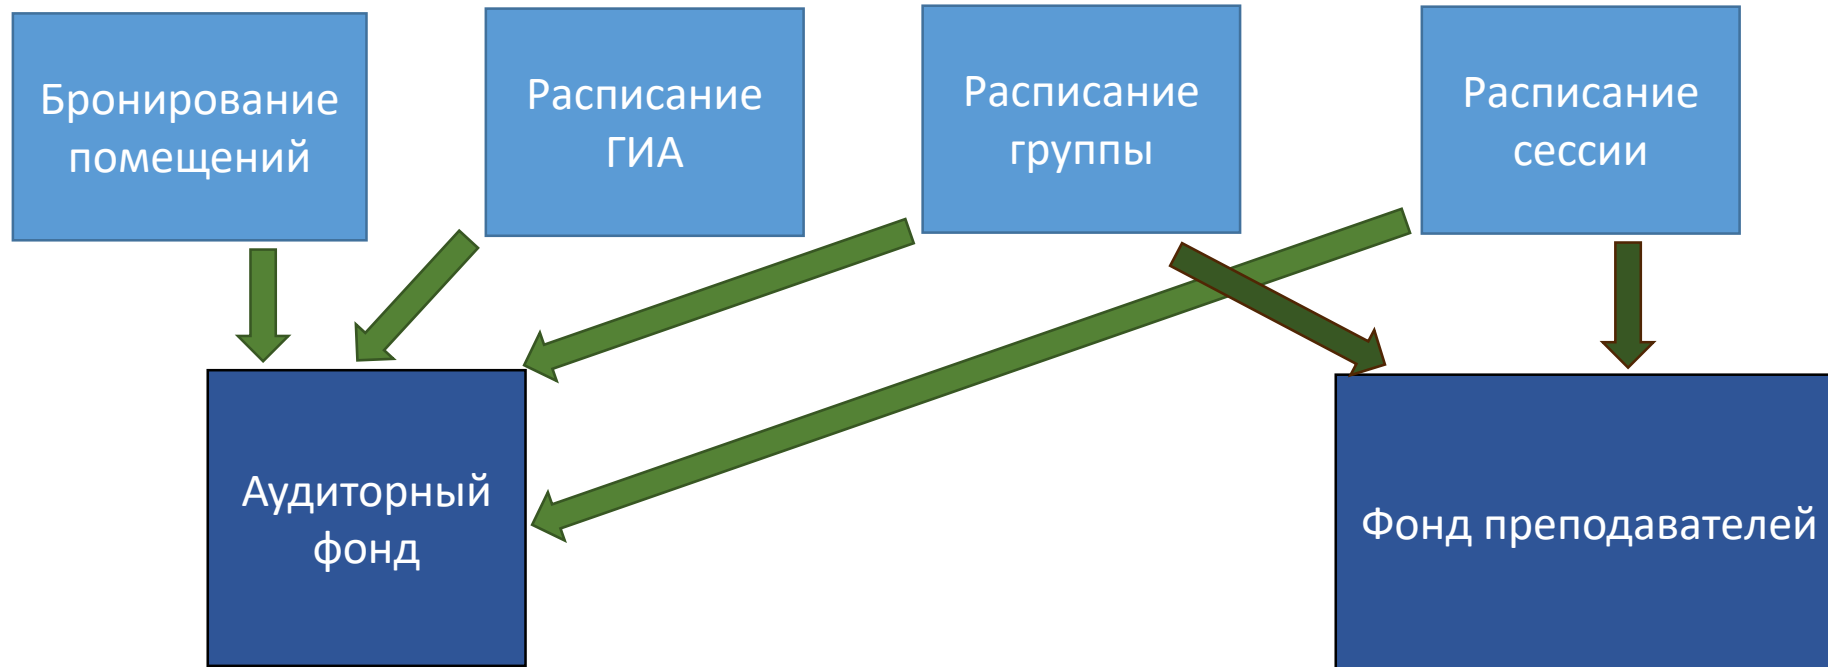 Бронирование
помещений
Расписание
ГИА
Расписание
группы
Расписание
сессии
Аудиторный
фонд
Фонд преподавателей